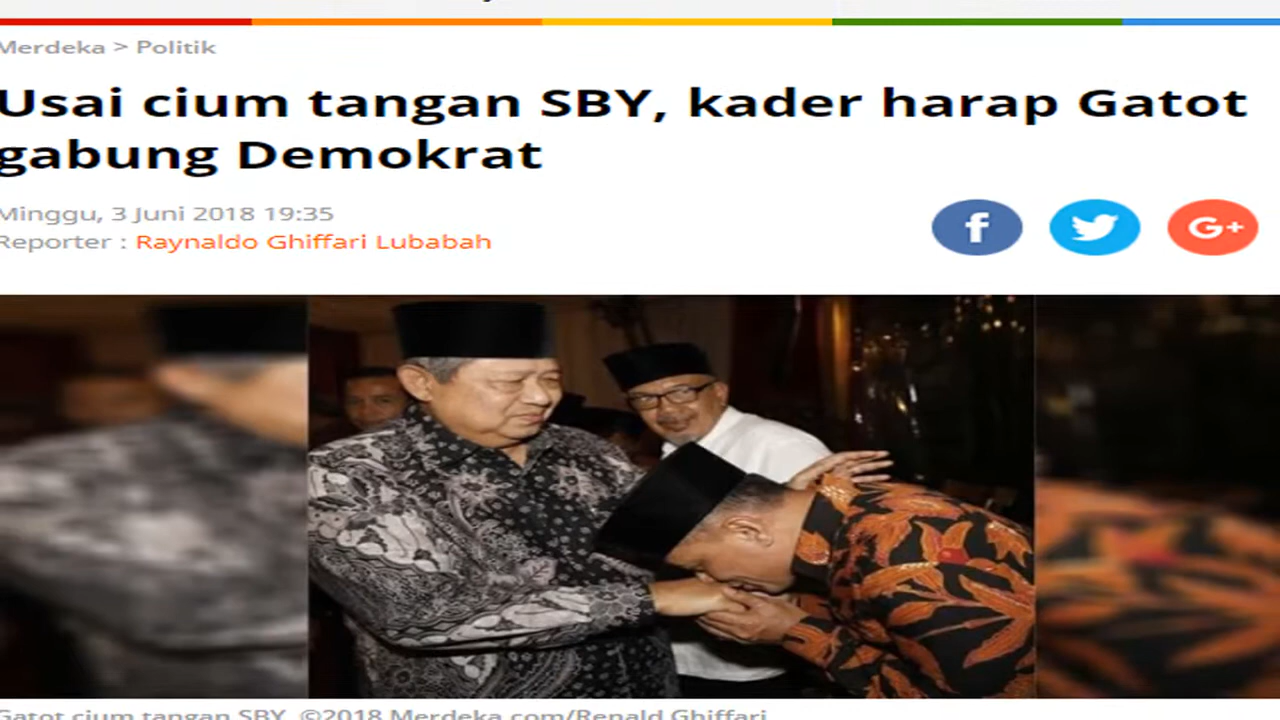 Merdeka > Politik
Usai cium tangan SBY, kader harap Gatot
gabung Demokrat
Minggu, 3 Juni 2018 19:35
Reporter : Raynaldo Ghiffari Lubabah
f
G+
Gatot cium tangan SBY. ©2018 Merdeka.com/Renald Ghiffari